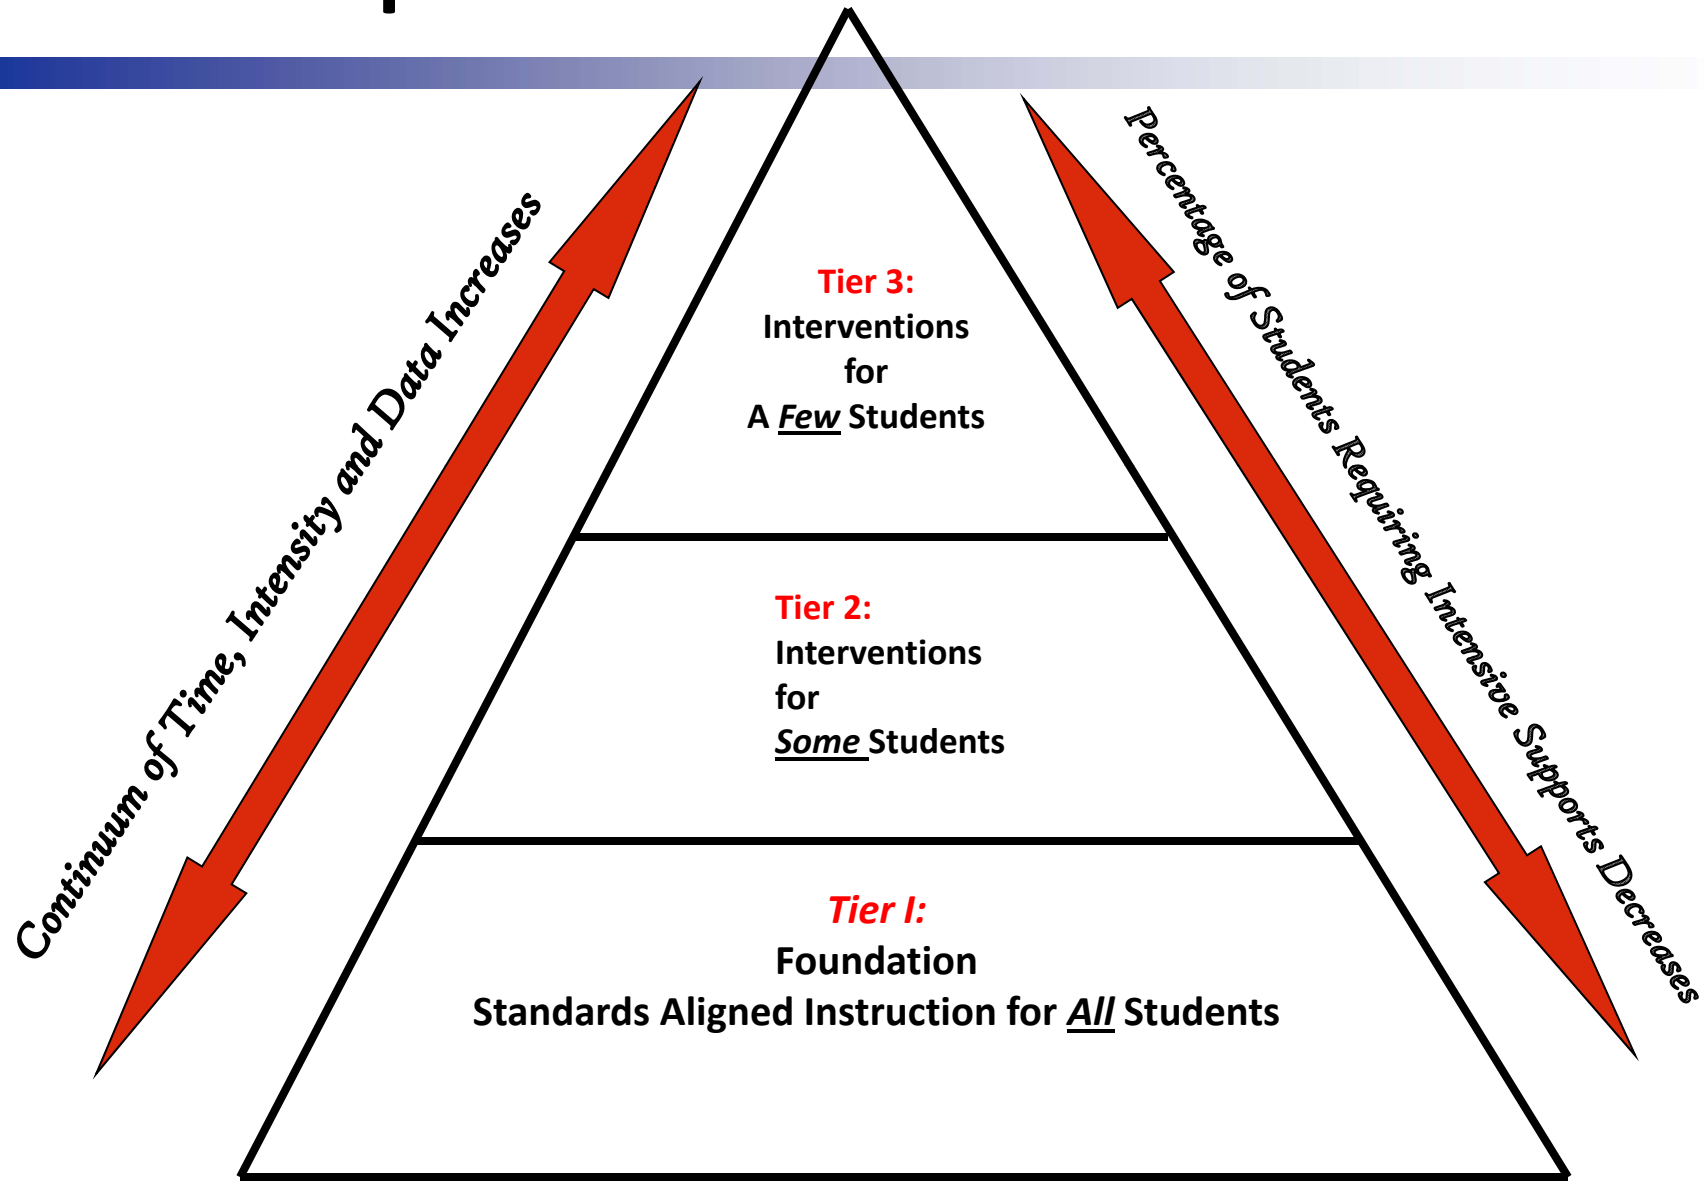 Continuum of Time, Intensity and Data Increases
Percentage of Students Requiring Intensive Supports Decreases
Tier 3:
Interventions
for
A Few Students
Tier 2:
Interventions
for
Some Students
Tier I:
Foundation
Standards Aligned Instruction for All Students